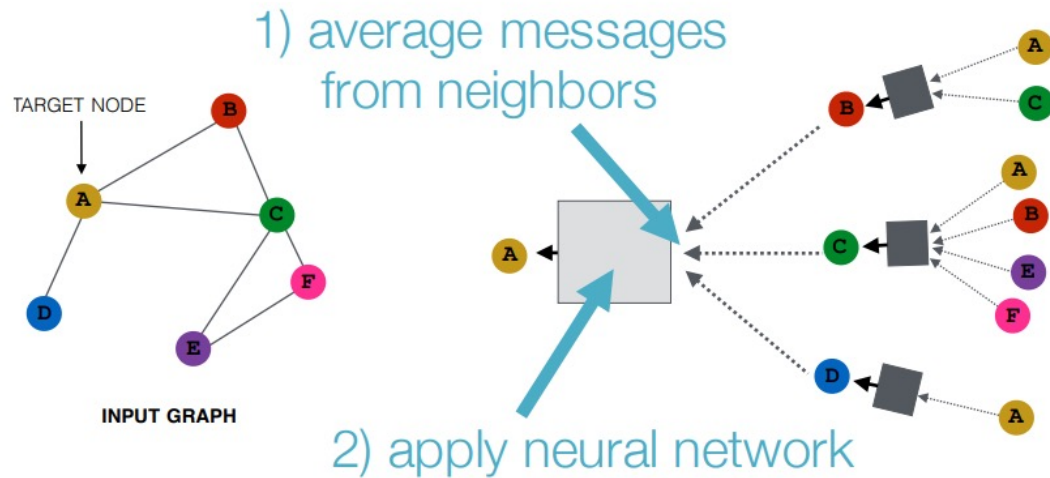 1) average messages
from neighbors
TARGET NODE
B
A
C
F
D
E
INPUT GRAPH
A
B
A
C
C
A
B
E
F
D
A
2) apply neural network